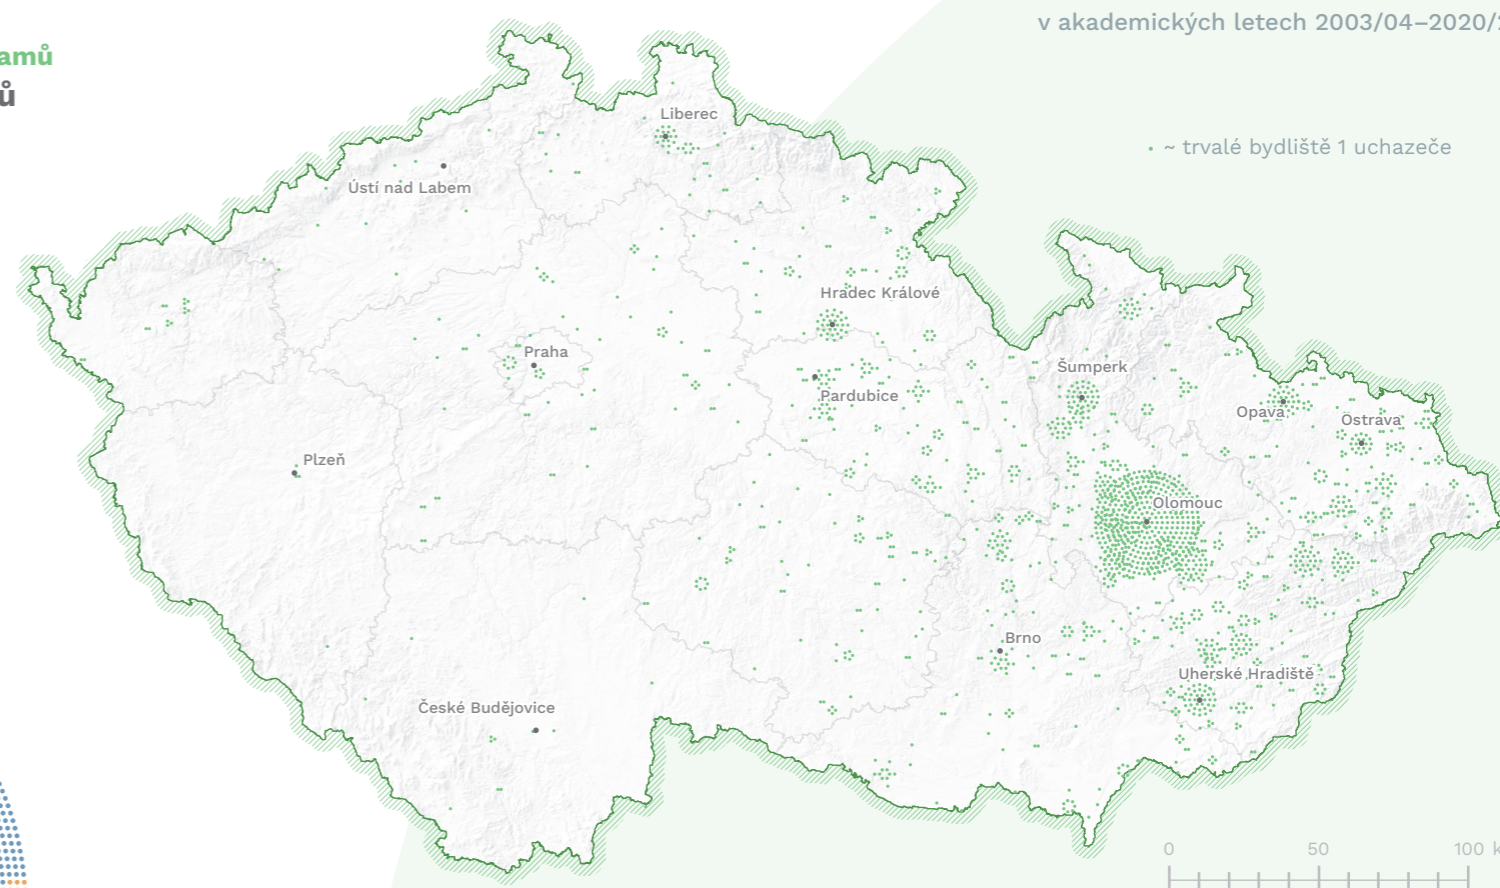 v akademických letech 2003/04–2020/
amů
ů
Liberec
~ trvalé bydliště 1 uchazeče
Ústí nad Labem
Hradec Králové
Praha
Šumperk
Pardubice
Opava
Ostrava
Plzeň
Olomouc
Brno
Uherské Hradiště
České Budějovice
0 50 100 k